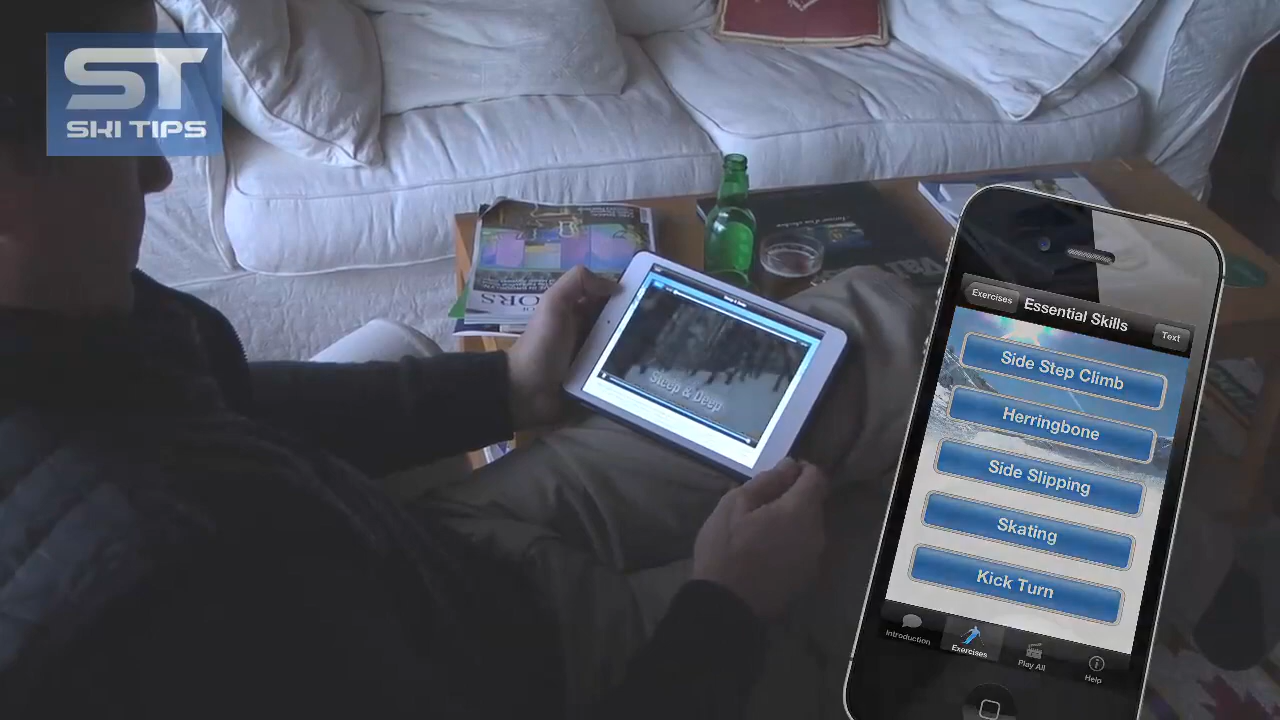 ST
SKI TIPS
ORS
Steep & Deep
Exercises
Essential Skills
Text
Side Step Climb
Herringbone
Side Slipping
Skating
Kick Turn
Introduction
Exercises
Play All
Help